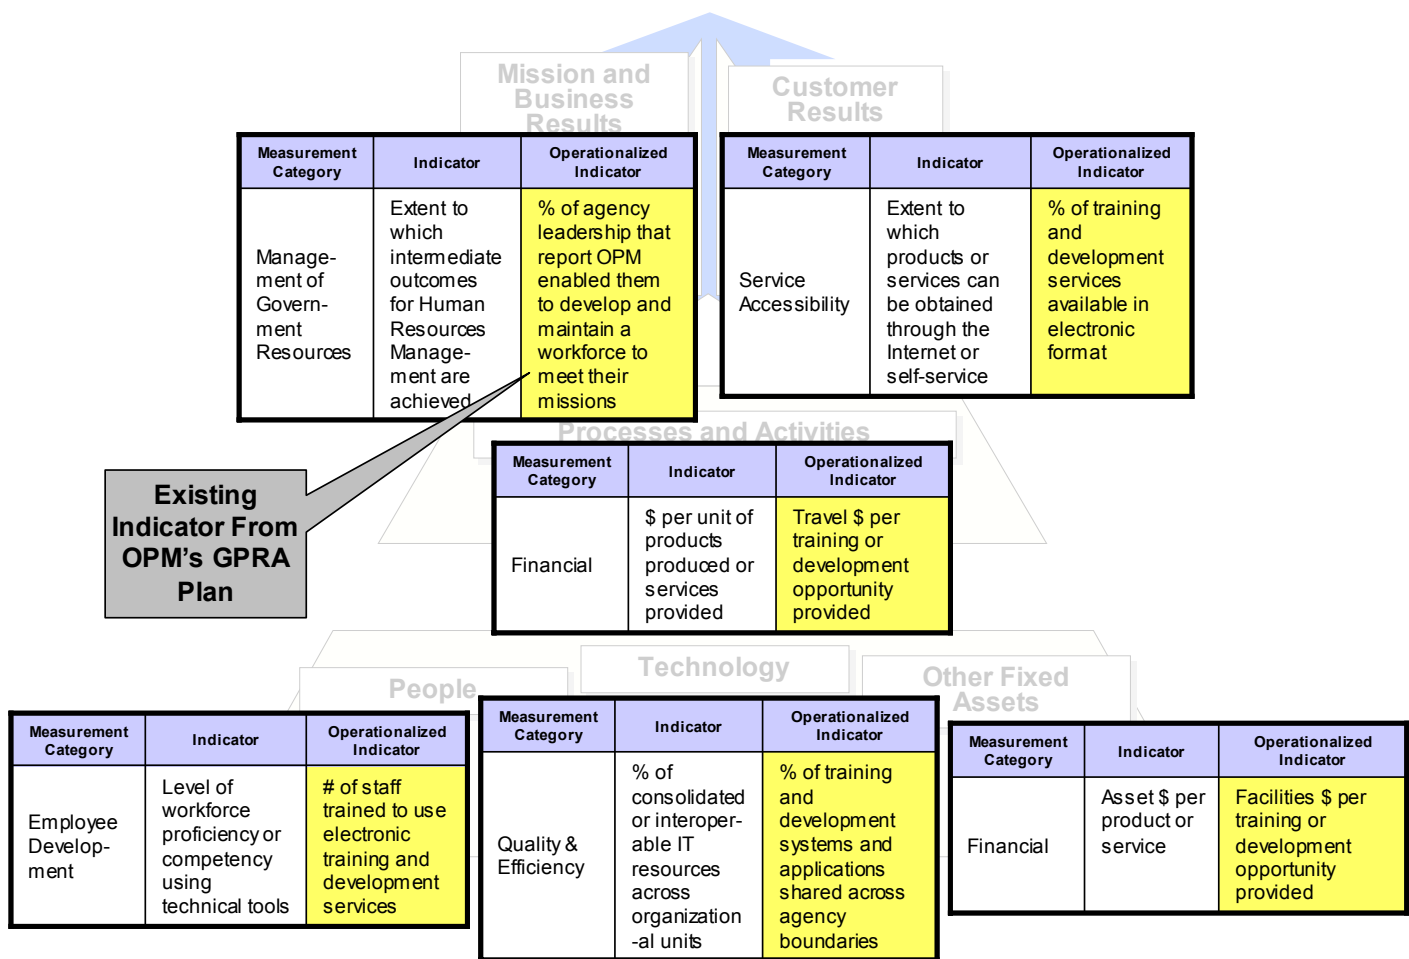 Mission and
Business
Results
Customer
Results
Measurement
Category
Indicator
Operationalized
Indicator
Manage-
ment of
Govern-
ment
Resources
Extent to
which
intermediate
outcomes
for Human
Resources
Manage-
ment are
achieved
% of agency
leadership that
report OPM
enabled them
to develop and
maintain a
workforce to
meet their
missions
Measurement
Category
Indicator
Operationalized
Indicator
Service
Accessibility
Extent to
which
products or
services can
be obtained
through the
Internet or
self-service
% of training
and
development
services
available in
electronic
format
Processes and Activities
Existing
Indicator From
OPM's GPRA
Plan
Measurement
Category
Indicator
Operationalized
Indicator
Financial
$ per unit of
products
produced or
services
provided
Travel $ per
training or
development
opportunity
provided
People
Technology
Other Fixed
Assets
Measurement
Category
Indicator
Operationalized
Indicator
Employee
Develop-
ment
Level of
workforce
proficiency or
competency
using
technical tools
# of staff
trained to use
electronic
training and
development
services
Measurement
Category
Indicator
Operationalized
Indicator
Quality &
Efficiency
% of
consolidated
or interoper-
able IT
resources
across
organization
-al units
% of training
and
development
systems and
applications
shared across
agency
boundaries
Measurement
Category
Indicator
Operationalized
Indicator
Financial
Asset $ per
product or
service
Facilities $ per
training or
development
opportunity
provided